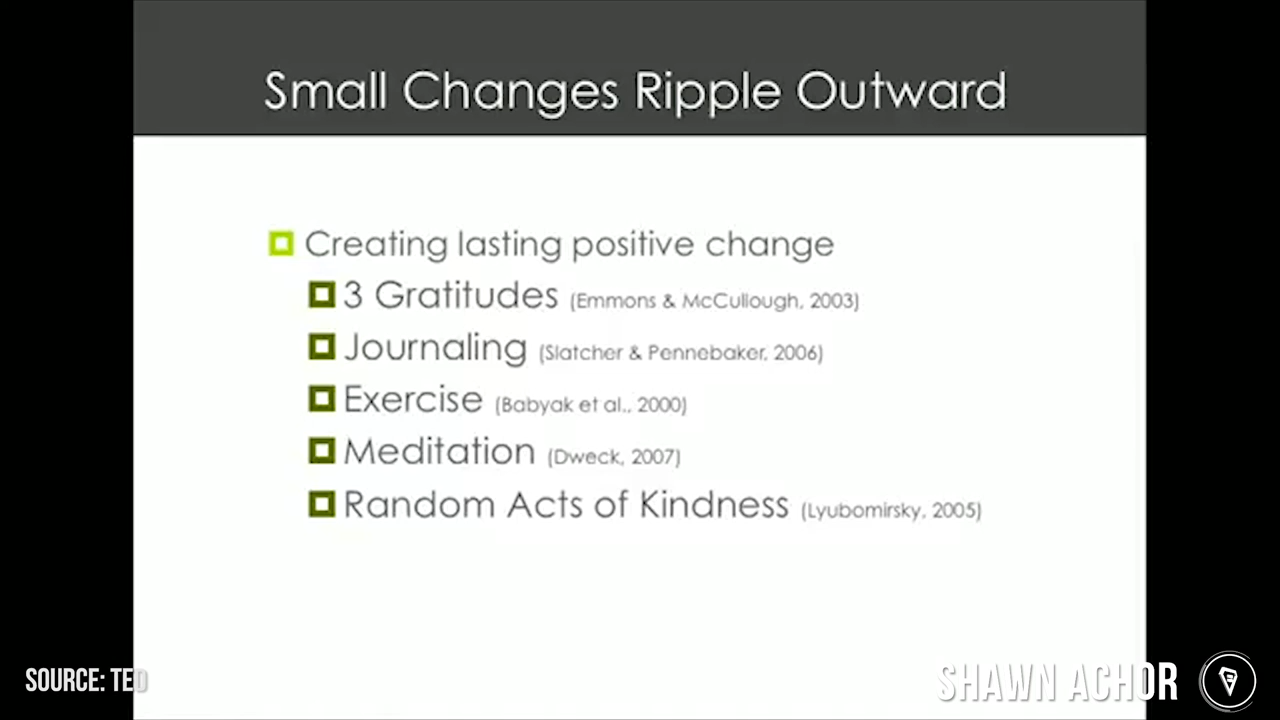 Small Changes Ripple Outward
Creating lasting positive change
3 Gratitudes (Emmons & McCullough, 2003)
Journaling (Slatcher & Pennebaker, 2006)
Exercise (Babyak et al., 2000)
Meditation (Dweck, 2007)
Random Acts of Kindness (Lyubomirsky, 2005)
SOURCE: TED
SHAWN ACHOR